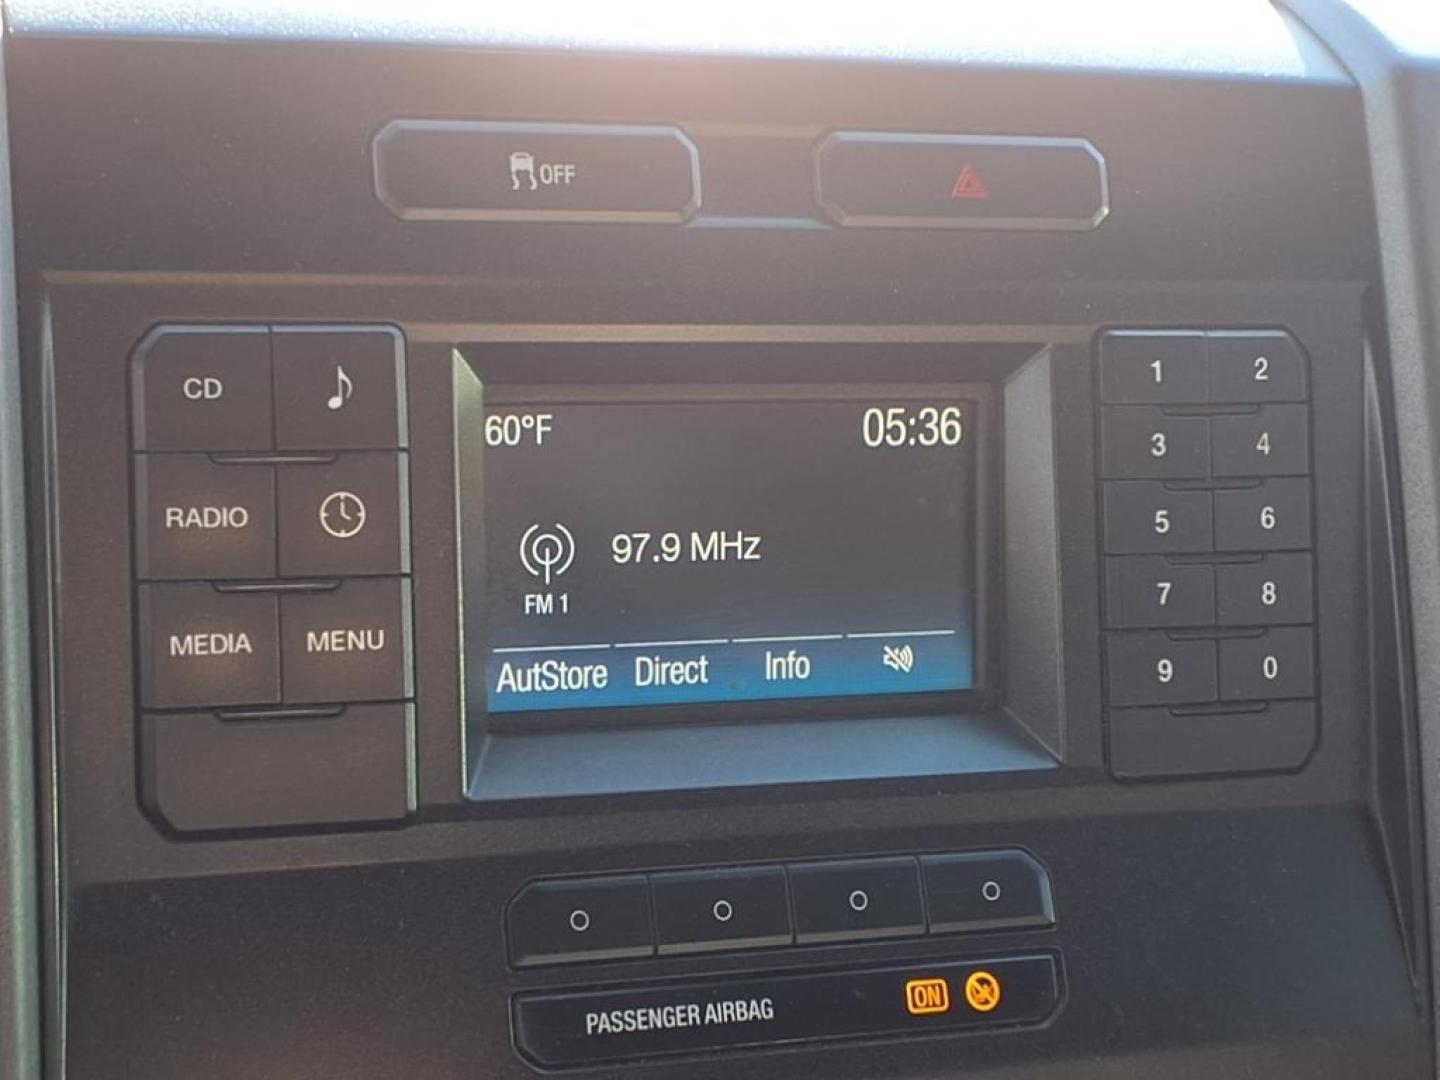 OFF
CD
RADIO
MEDIA
MENU
60°F
05:36
97.9 MHz
FM 1
AutStore Direct Info
1 2
3 4
5 6
7 8
9 0
PASSENGER AIRBAG ON